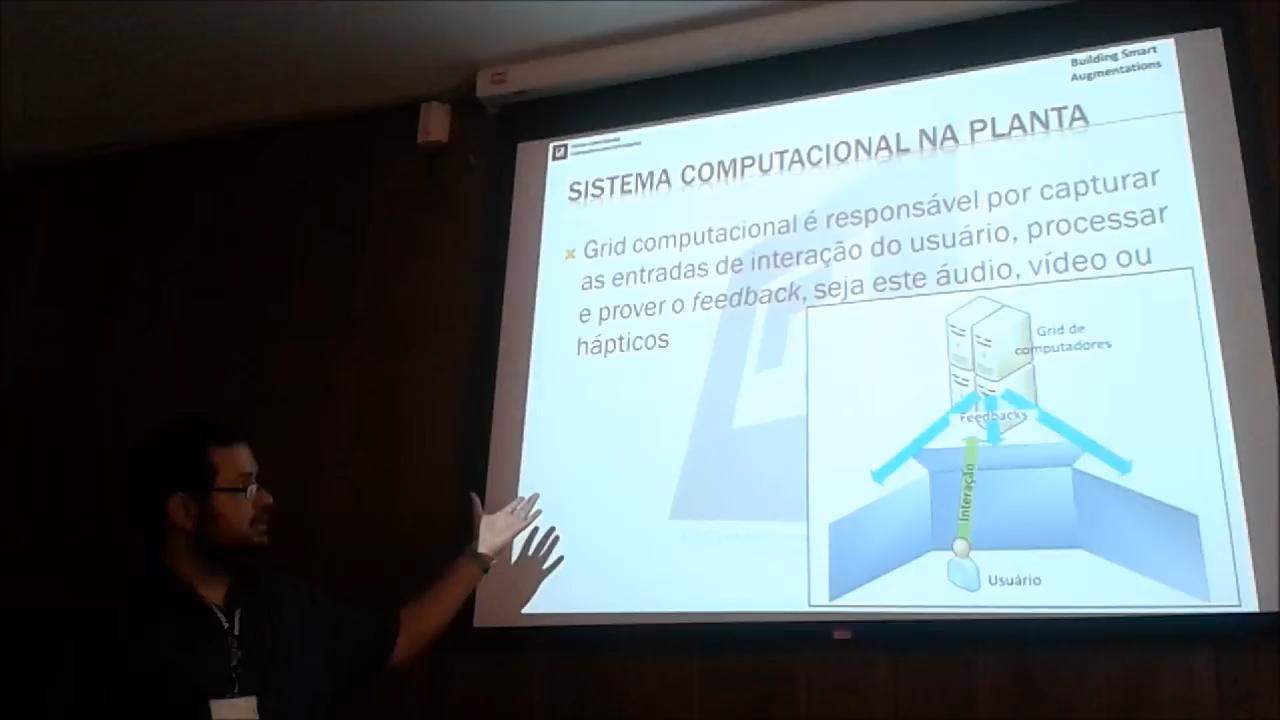 Building Smart
Augmentations
SISTEMA COMPUTACIONAL NA PLANTA
Grid computacional é responsável por capturar
as entradas de interação do usuário, processar
e prover o feedback, seja este áudio, vídeo ou
hápticos
Grid de
computadores
Feedbacks
Interação
Usuário